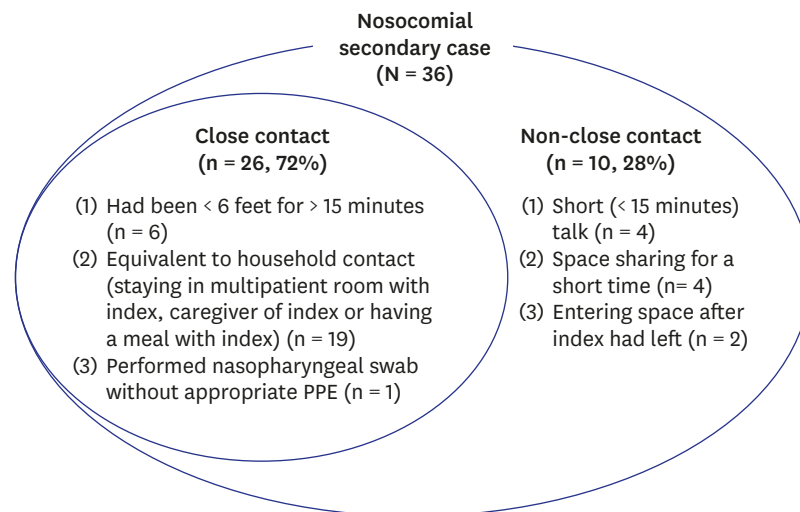 Nosocomial
secondary case
(N = 36)
Close contact
(n = 26, 72%)
(1) Had been < 6 feet for > 15 minutes
(n = 6)
(2) Equivalent to household contact
(staying in multipatient room with
index, caregiver of index or having
a meal with index) (n = 19)
(3) Performed nasopharyngeal swab
without appropriate PPE (n = 1)
Non-close contact
(n = 10, 28%)
(1) Short (< 15 minutes)
talk (n = 4)
(2) Space sharing for a
short time (n= 4)
(3) Entering space after
index had left (n = 2)